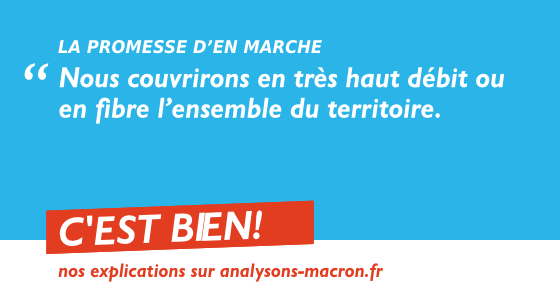 LA PROMESSE D’EN MARCHE
“ Nous couvrirons en très haut débit ou
en fibre l’ensemble du territoire.
C'EST BIEN!
nos explications sur analysons-macron.fr